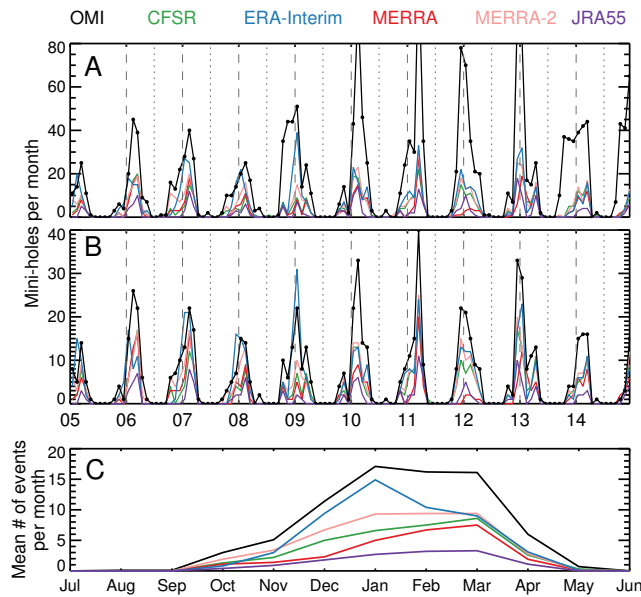 OMI CFSR ERA-Interim MERRA MERRA-2 JRA55
A
80
60
40
20
0
Mini-holes per month
B
40
30
20
10
0
05 06 07 08 09 10 11 12 13 14
C
20
15
10
5
0
Mean # of events
per month
Jul Aug Sep Oct Nov Dec Jan Feb Mar Apr May Jun